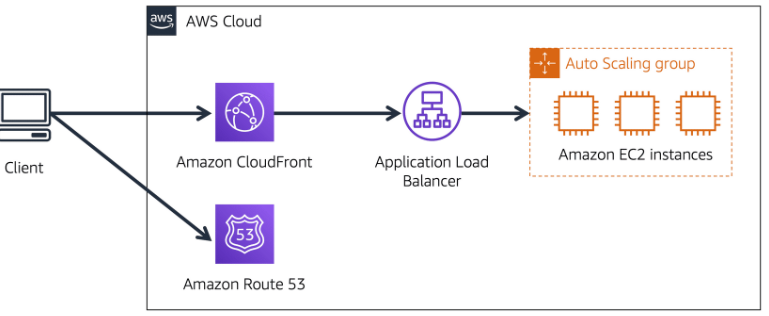 aws
AWS Cloud
Auto Scaling group
Amazon EC2 instances
Client
Amazon CloudFront
Application Load
Balancer
53
Amazon Route 53